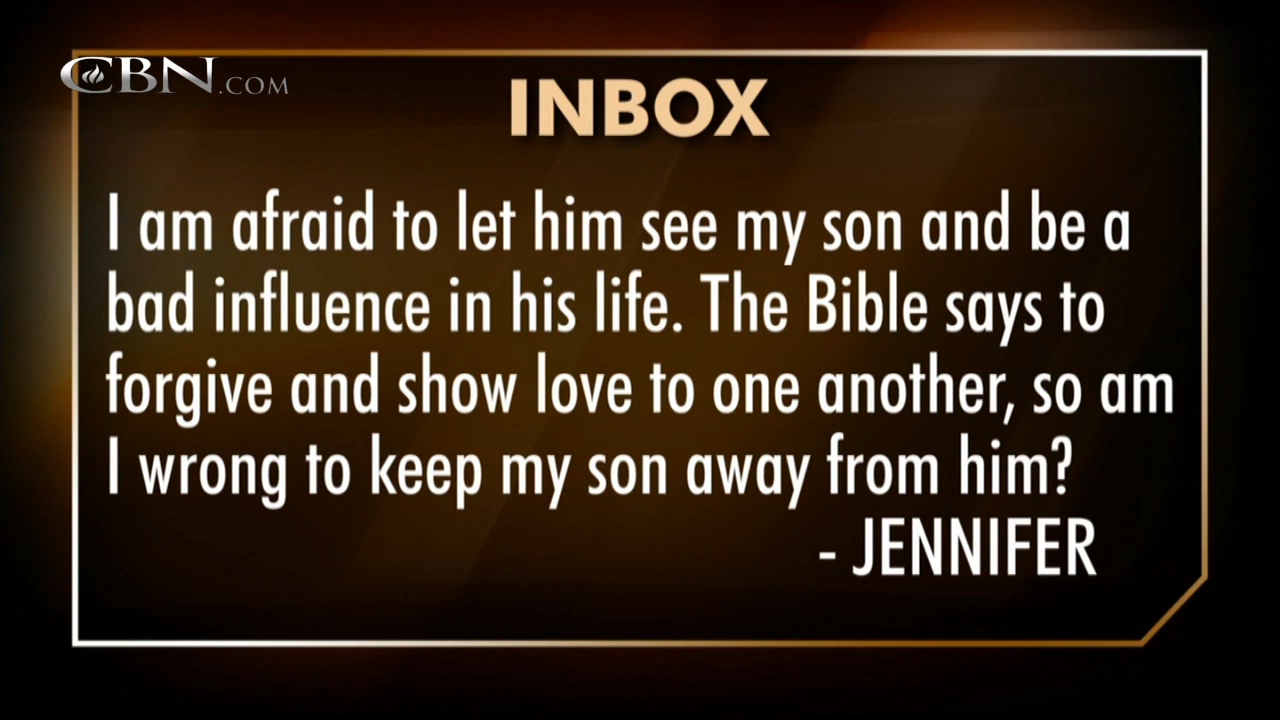 CBN.COM
INBOX
I am afraid to let him see my son and be a
bad influence in his life. The Bible says to
forgive and show love to one another, so am
I wrong to keep my son away from him?
- JENNIFER